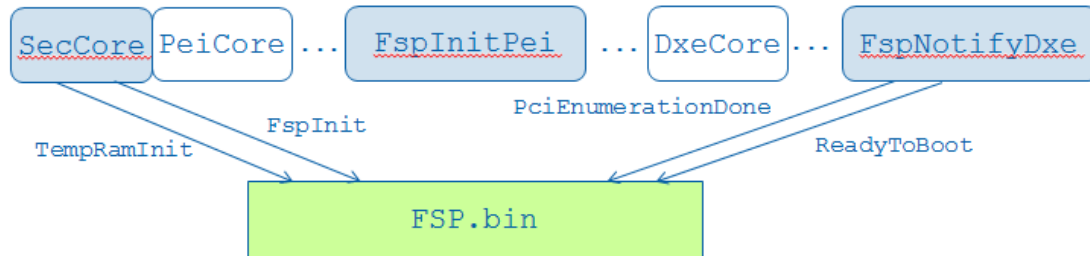 SecCore PeiCore ... FspInitPei ... DxeCore ... FspNotifyDxe
PciEnumerationDone
FspInit
TempRamInit
ReadyToBoot
FSP.bin